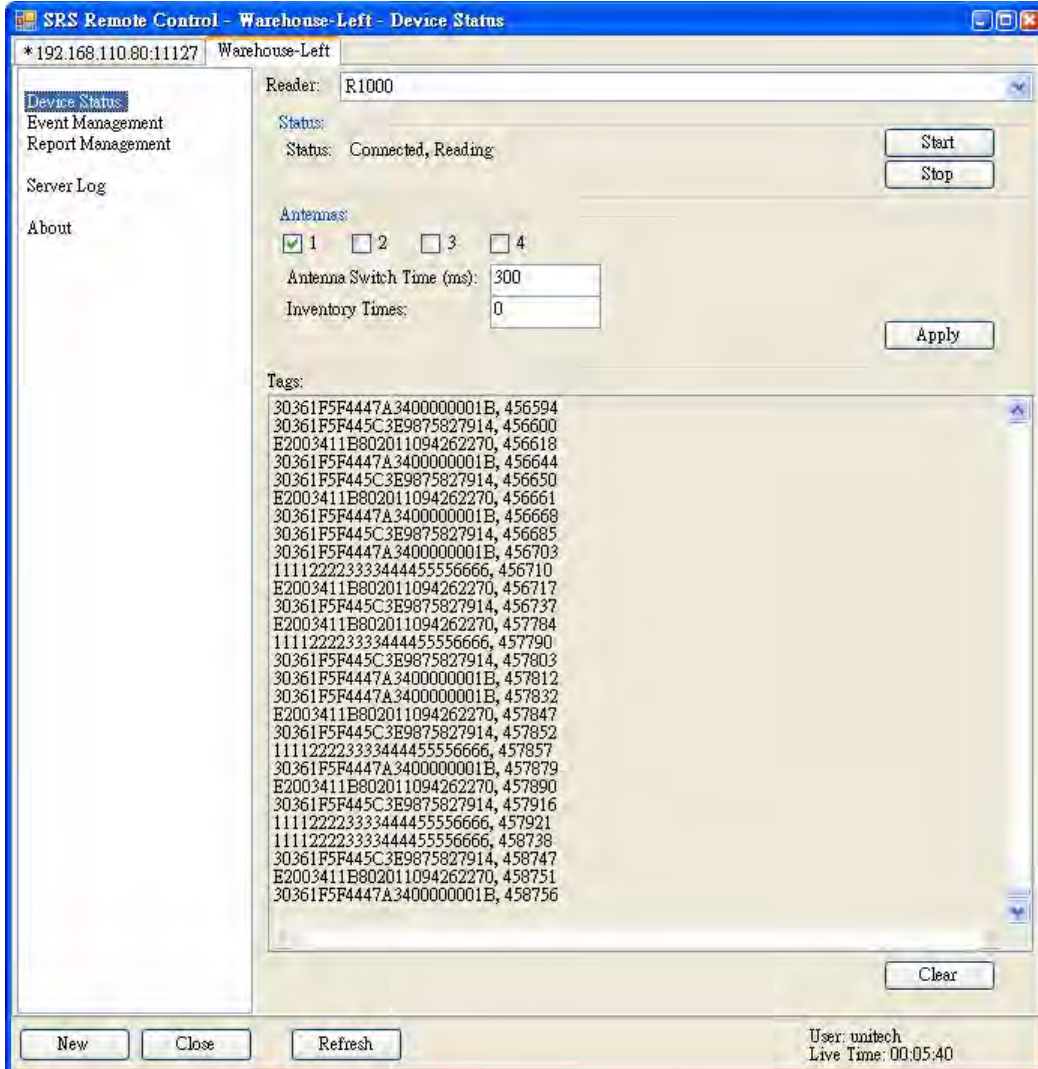 SRS Remote Control - Warehouse-Left - Device Status
*192.168.110.80:11127 Warehouse-Left
Device Status
Event Management
Report Management
Server Log
About
Reader: R1000
Status:
Status: Connected, Reading
Start
Stop
Antennas:
1 2 3 4
Antenna Switch Time (ms): 300
Inventory Times: 0
Apply
Tags:
30361F5F4447A3400000001B, 456594
30361F5F445C3E9875827914, 456600
E2003411B802011094262270, 456618
30361F5F4447A3400000001B, 456644
30361F5F445C3E9875827914, 456650
E2003411B802011094262270, 456661
30361F5F4447A3400000001B, 456668
30361F5F445C3E9875827914, 456685
30361F5F4447A3400000001B, 456703
111122223333444455556666, 456710
E2003411B802011094262270, 456717
30361F5F445C3E9875827914, 456737
E2003411B802011094262270, 457784
111122223333444455556666, 457790
30361F5F445C3E9875827914, 457803
30361F5F4447A3400000001B, 457812
30361F5F4447A3400000001B, 457832
E2003411B802011094262270, 457847
30361F5F445C3E9875827914, 457852
111122223333444455556666, 457857
30361F5F4447A3400000001B, 457879
E2003411B802011094262270, 457890
30361F5F445C3E9875827914, 457916
111122223333444455556666, 457921
111122223333444455556666, 458738
30361F5F445C3E9875827914, 458747
E2003411B802011094262270, 458751
30361F5F4447A3400000001B, 458756
Clear
New Close Refresh
User: unitech
Live Time: 00:05:40